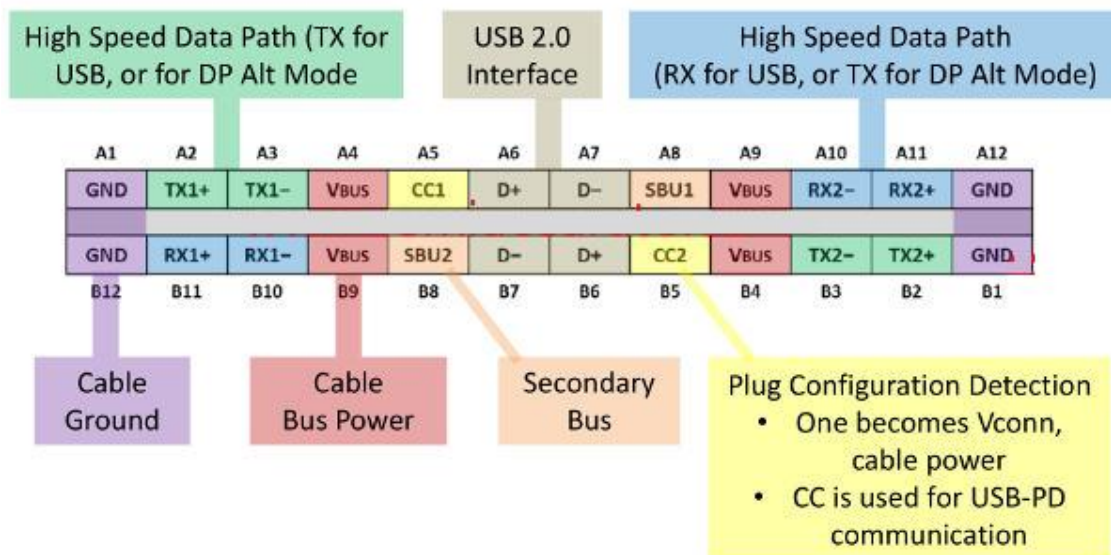 High Speed Data Path (TX for
USB, or for DP Alt Mode
USB 2.0
Interface
High Speed Data Path
(RX for USB, or TX for DP Alt Mode)
A1 A2 A3 A4 A5 A6 A7 A8 A9 A10 A11 A12
GND TX1+ TX1− VBUS CC1 D+ D− SBU1 VBUS RX2− RX2+ GND
GND RX1+ RX1− VBUS SBU2 D− D+ CC2 VBUS TX2− TX2+ GND
B12 B11 B10 B9 B8 B7 B6 B5 B4 B3 B2 B1
Cable
Ground
Cable
Bus Power
Secondary
Bus
Plug Configuration Detection
• One becomes Vconn,
cable power
• CC is used for USB-PD
communication